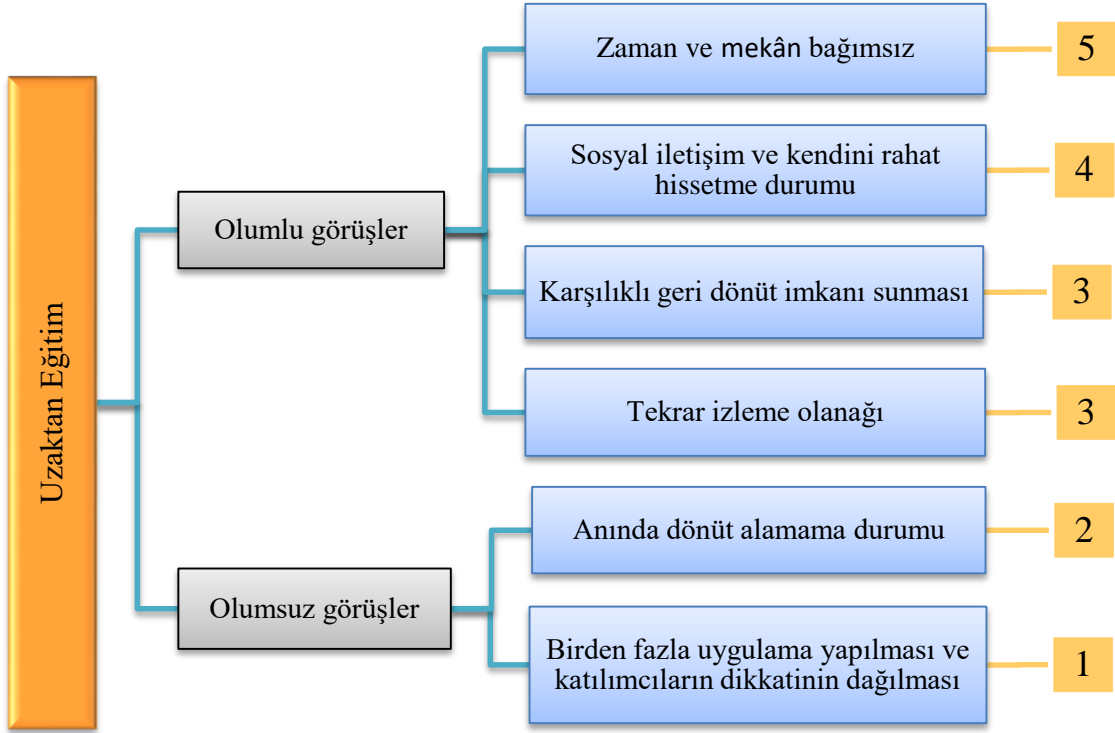 Uzaktan Eğitim
Olumlu görüşler
Zaman ve mekân bağımsız
5
Sosyal iletişim ve kendini rahat
hissetme durumu
4
Karşılıklı geri dönüt imkanı sunması
3
Tekrar izleme olanağı
3
Olumsuz görüşler
Anında dönüt alamama durumu
2
Birden fazla uygulama yapılması ve
katılımcıların dikkatinin dağılması
1